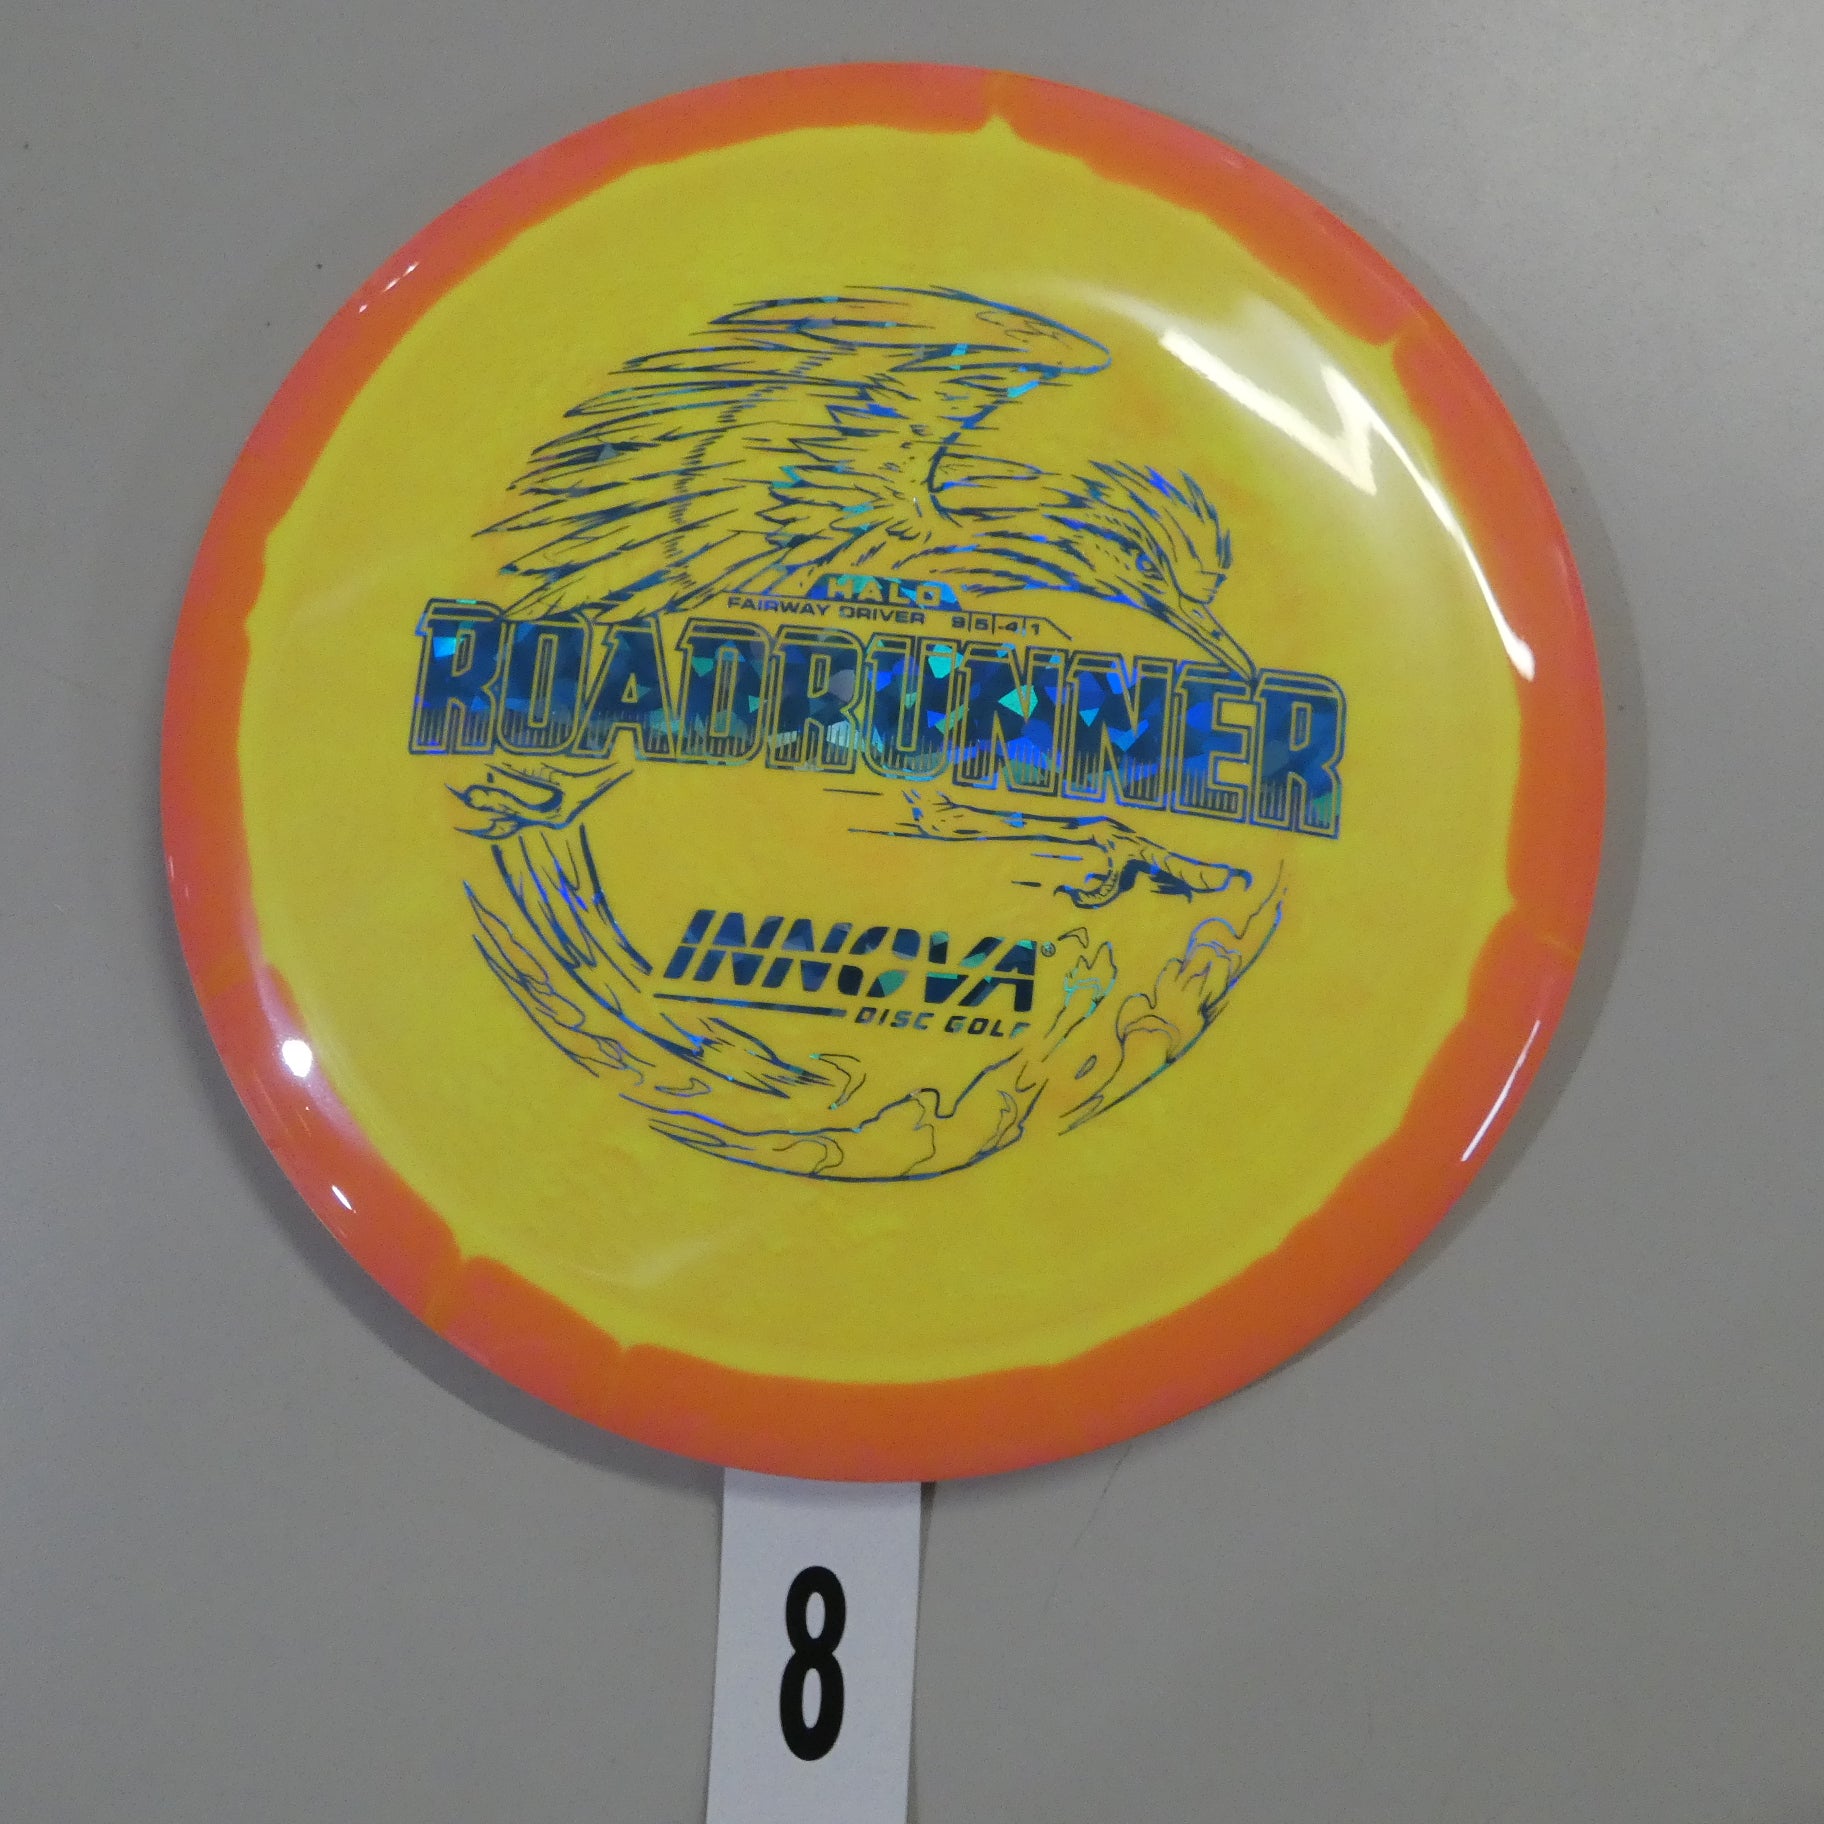 HALO
FAIRWAY DRIVER 9|5|-4|1
ROADRUNNER
INNOVA®
DISC GOLF
8